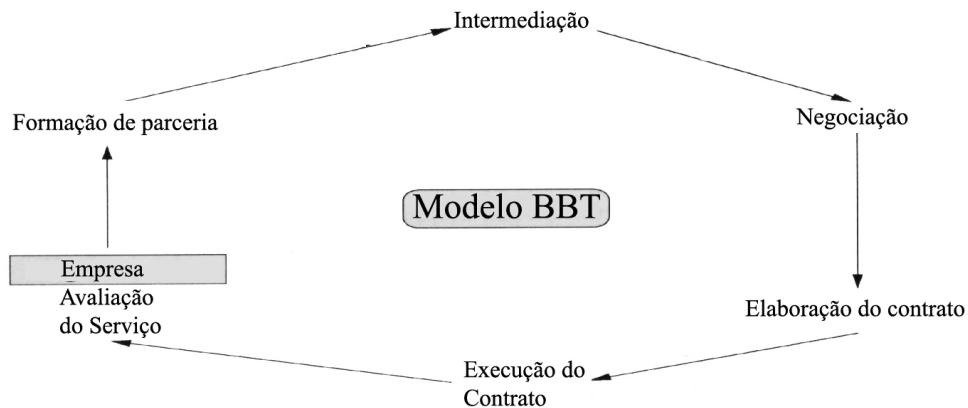 Intermediação
Formação de parceria
Negociação
Modelo BBT
Empresa
Avaliação
do Serviço
Elaboração do contrato
Execução do
Contrato